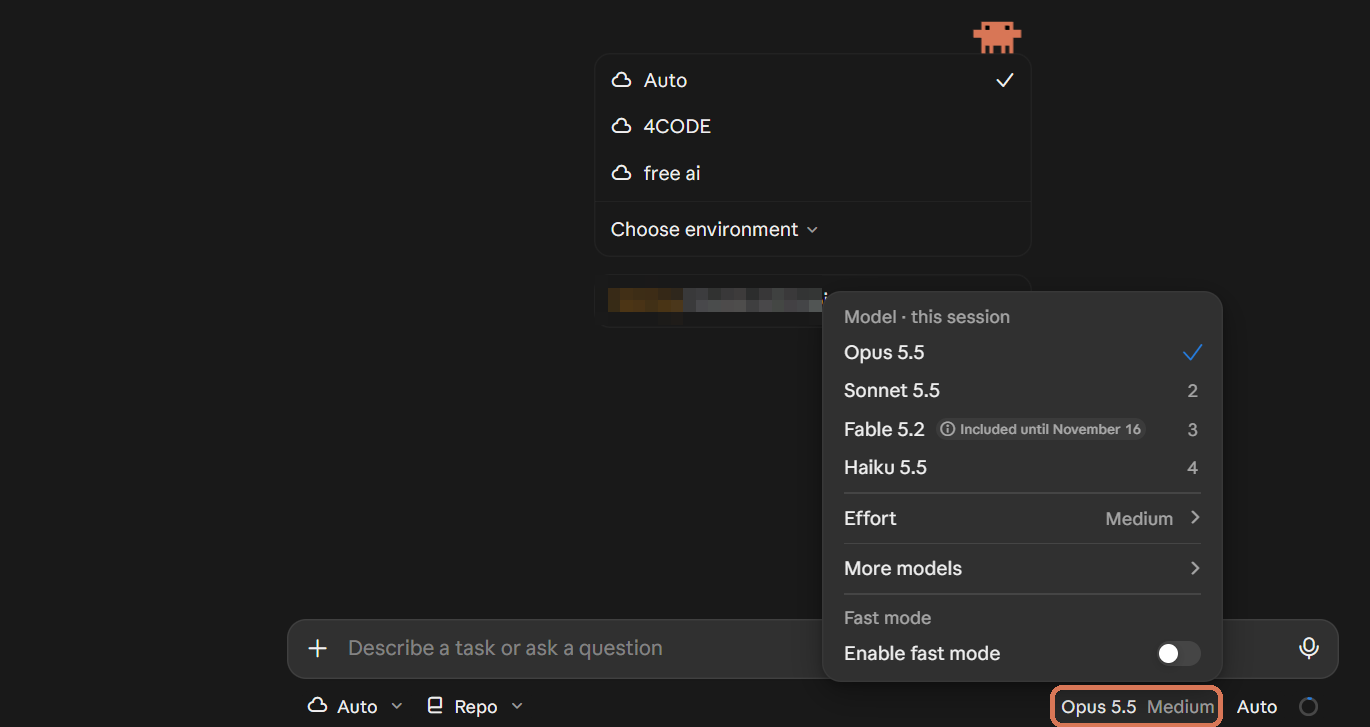 Auto
4CODE
free ai
Choose environment
Model · this session
Opus 5.5
Sonnet 5.5 2
Fable 5.2 Included until November 16 3
Haiku 5.5 4
Effort Medium
More models
Fast mode
Enable fast mode
Describe a task or ask a question
Auto Repo Opus 5.5 Medium Auto